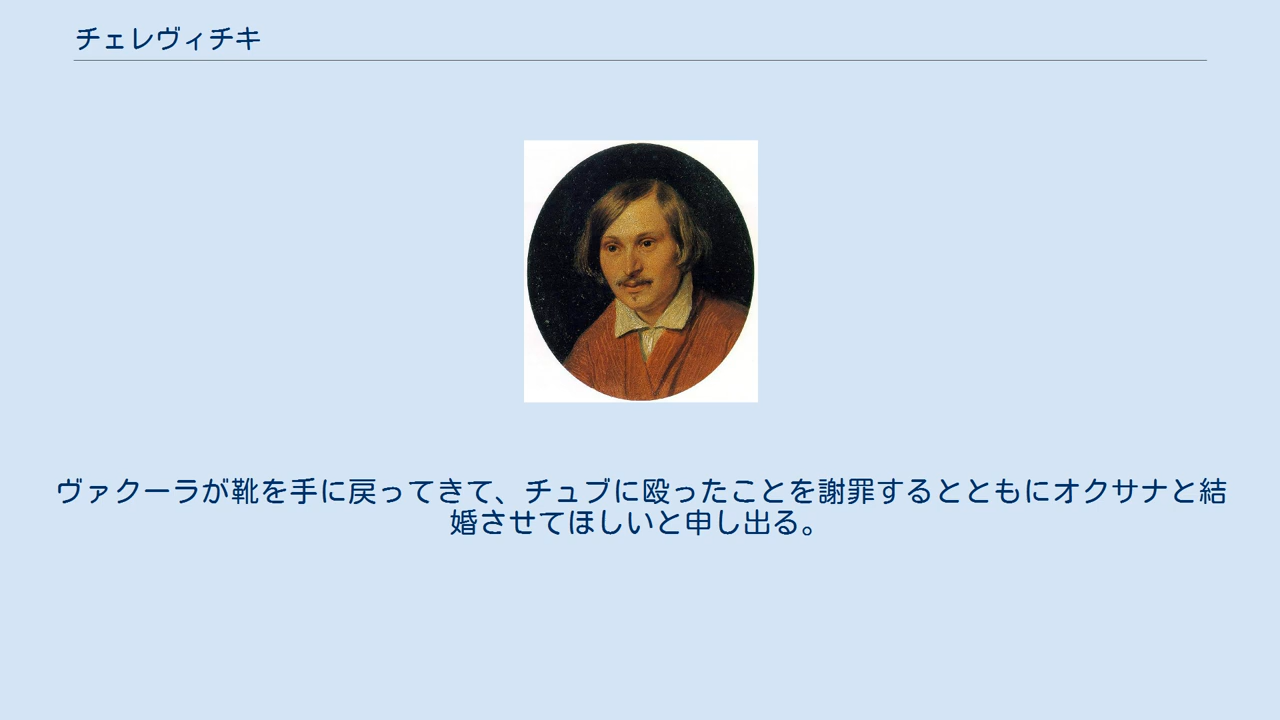 チェレヴィチキ
ヴァクーラが靴を手に戻ってきて、チュブに殴ったことを謝罪するとともにオクサナと結
婚させてほしいと申し出る。